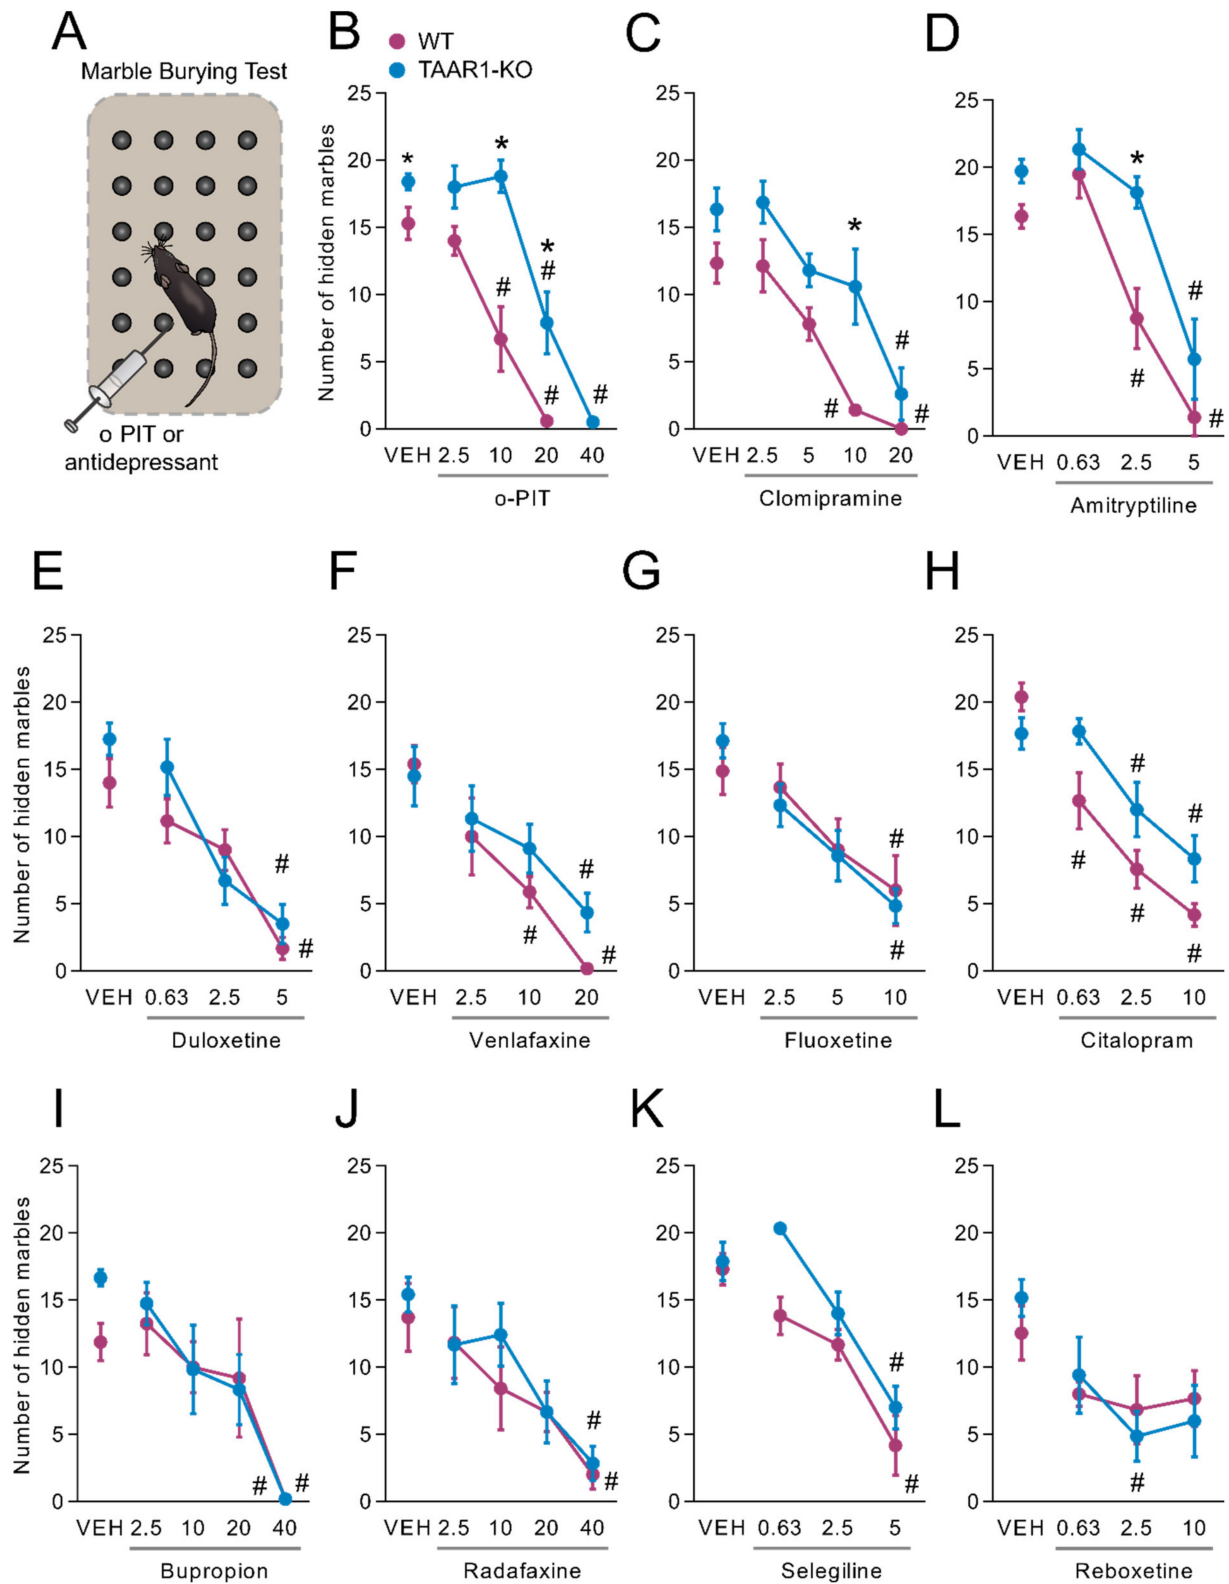 A
Marble Burying Test
o PIT or
antidepressant
B
WT
TAAR1-KO
Number of hidden marbles
25
20
15
10
5
0
* * * # # # #
VEH 2.5 10 20 40
o-PIT
C
25
20
15
10
5
0
* # # #
VEH 2.5 5 10 20
Clomipramine
D
25
20
15
10
5
0
* # # #
VEH 0.63 2.5 5
Amitryptiline
E
Number of hidden marbles
25
20
15
10
5
0
# #
VEH 0.63 2.5 5
Duloxetine
F
25
20
15
10
5
0
# # #
VEH 2.5 10 20
Venlafaxine
G
25
20
15
10
5
0
# #
VEH 2.5 5 10
Fluoxetine
H
25
20
15
10
5
0
# # # # #
VEH 0.63 2.5 10
Citalopram
I
Number of hidden marbles
25
20
15
10
5
0
# #
VEH 2.5 10 20 40
Bupropion
J
25
20
15
10
5
0
# #
VEH 2.5 10 20 40
Radafaxine
K
25
20
15
10
5
0
# #
VEH 0.63 2.5 5
Selegiline
L
25
20
15
10
5
0
#
VEH 0.63 2.5 10
Reboxetine